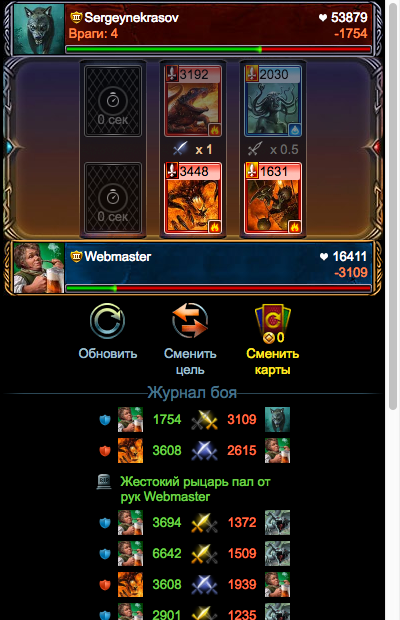 Sergeynekrasov 53879
Враги: 4 -1754
3192 2030
0 сек
x 1 x 0.5
3448 1631
0 сек
Webmaster 16411
-3109
0
Обновить Сменить Сменить
цель карты
Журнал боя
1754 3109
3608 2615
Жестокий рыцарь пал от
рук Webmaster
3694 1372
6642 1509
3608 1939
2901 1235